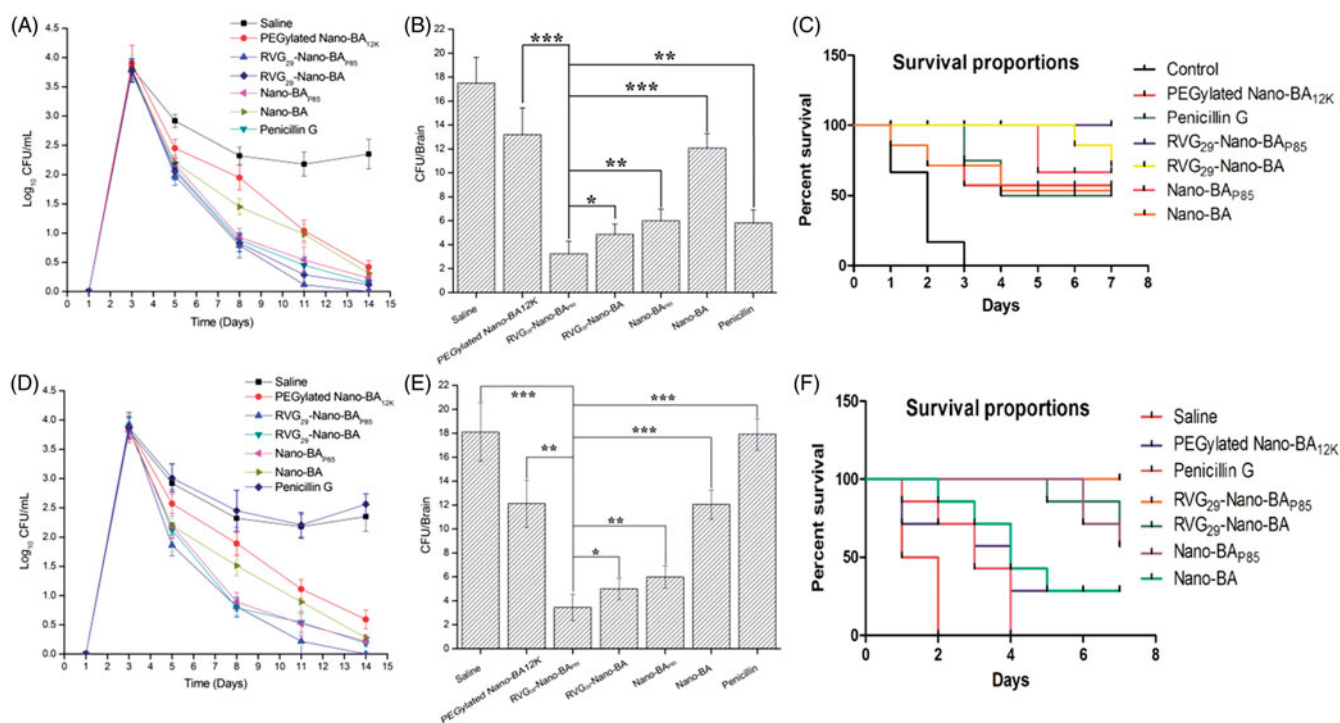 (A)
Saline
PEGylated Nano-BA12K
RVG29-Nano-BAP85
RVG29-Nano-BA
Nano-BAP85
Nano-BA
Penicillin G
Log10 CFU/mL
4.5
4.0
3.5
3.0
2.5
2.0
1.5
1.0
0.5
0.0
0 1 2 3 4 5 6 7 8 9 10 11 12 13 14 15
Time (Days)
(B)
CFU/Brain
22
20
18
16
14
12
10
8
6
4
2
0
***
**
***
**
*
Saline
PEGylated Nano-BA12K
RVG29-Nano-BAP85
RVG29-Nano-BA
Nano-BAP85
Nano-BA
Penicillin
(C)
Survival proportions
Percent survival
150
100
50
0
0 1 2 3 4 5 6 7 8
Days
Control
PEGylated Nano-BA12K
Penicillin G
RVG29-Nano-BAP85
RVG29-Nano-BA
Nano-BAP85
Nano-BA
(D)
Saline
PEGylated Nano-BA12K
RVG29-Nano-BAP85
RVG29-Nano-BA
Nano-BAP85
Nano-BA
Penicillin G
Log10 CFU/mL
4.5
4.0
3.5
3.0
2.5
2.0
1.5
1.0
0.5
0.0
0 1 2 3 4 5 6 7 8 9 10 11 12 13 14 15
Time (Days)
(E)
CFU/Brain
22
20
18
16
14
12
10
8
6
4
2
0
***
***
***
**
**
*
Saline
PEGylated Nano-BA12K
RVG29-Nano-BAP85
RVG29-Nano-BA
Nano-BAP85
Nano-BA
Penicillin
(F)
Survival proportions
Percent survival
150
100
50
0
0 2 4 6 8
Days
Saline
PEGylated Nano-BA12K
Penicillin G
RVG29-Nano-BAP85
RVG29-Nano-BA
Nano-BAP85
Nano-BA